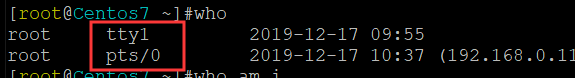 [root@Centos7 ~]#who
root     tty1         2019-12-17 09:55
root     pts/0        2019-12-17 10:37 (192.168.0.11
[root@Centos7 ~]#who am i